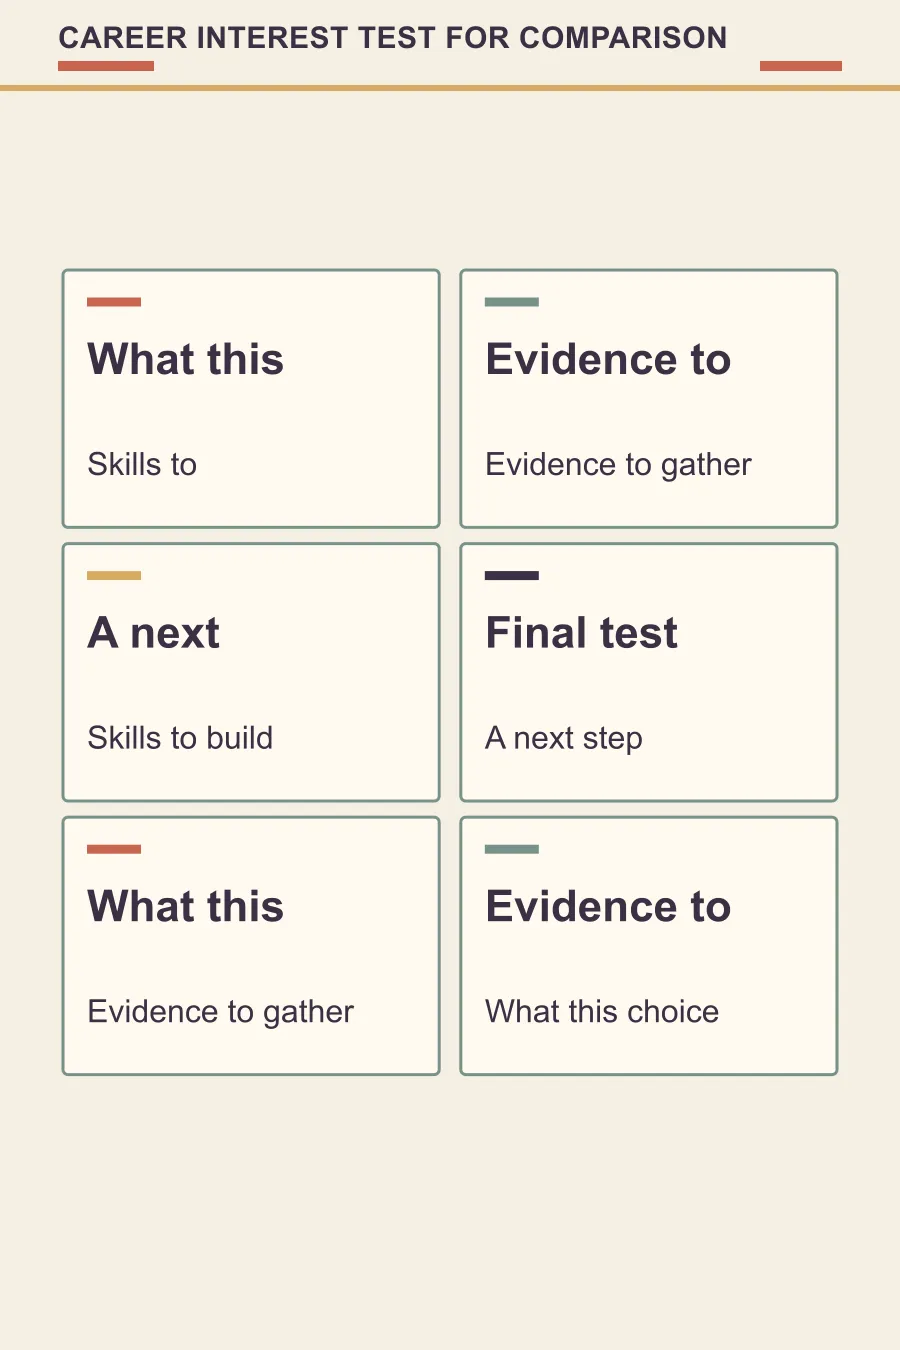 CAREER INTEREST TEST FOR COMPARISON
What this
Skills to
Evidence to
Evidence to gather
A next
Skills to build
Final test
A next step
What this
Evidence to gather
Evidence to
What this choice